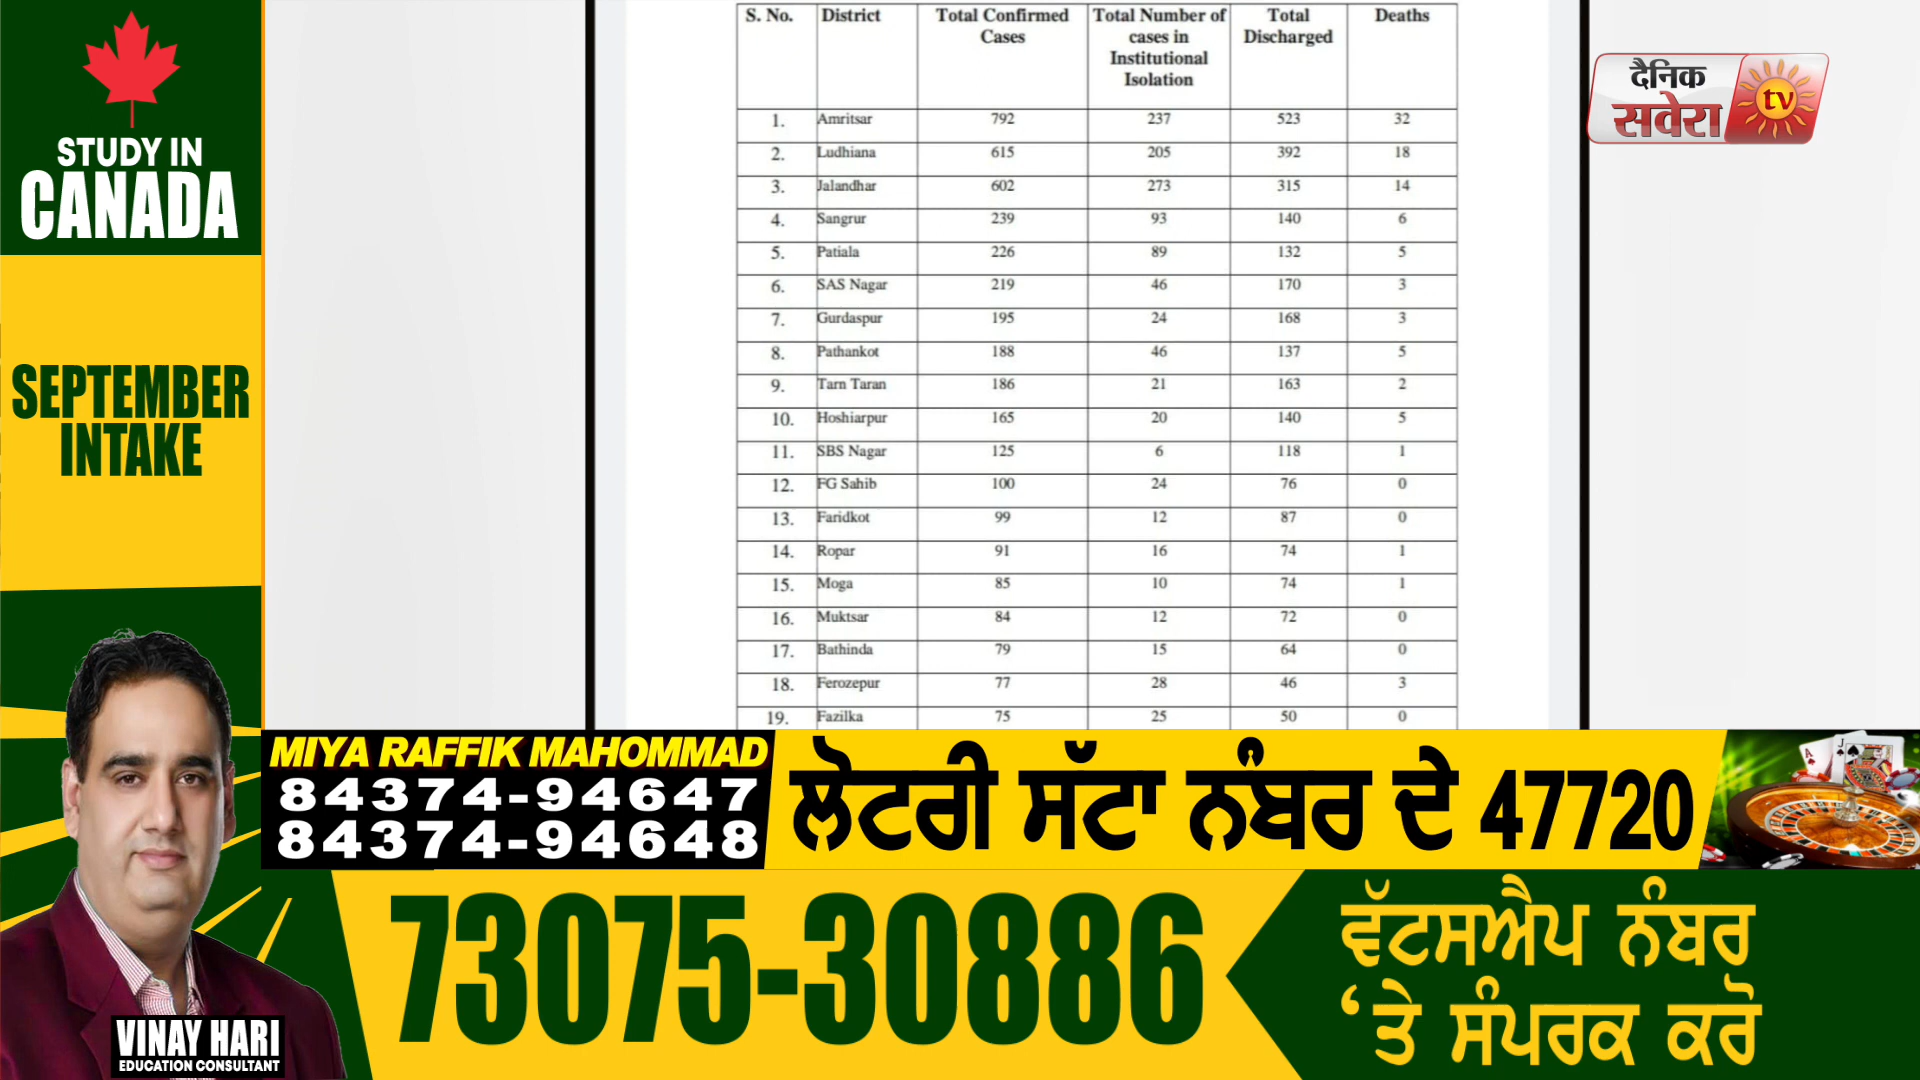 STUDY IN
CANADA
SEPTEMBER
INTAKE
S. No. District Total Confirmed Cases Total Number of cases in Institutional Isolation Total Discharged Deaths
1. Amritsar 792 237 523 32
2. Ludhiana 615 205 392 18
3. Jalandhar 602 273 315 14
4. Sangrur 239 93 140 6
5. Patiala 226 89 132 5
6. SAS Nagar 219 46 170 3
7. Gurdaspur 195 24 168 3
8. Pathankot 188 46 137 5
9. Tarn Taran 186 21 163 2
10. Hoshiarpur 165 20 140 5
11. SBS Nagar 125 6 118 1
12. FG Sahib 100 24 76 0
13. Faridkot 99 12 87 0
14. Ropar 91 16 74 1
15. Moga 85 10 74 1
16. Muktsar 84 12 72 0
17. Bathinda 79 15 64 0
18. Ferozepur 77 28 46 3
19. Fazilka 75 25 50 0
दैनिक
सवेरा tv
MIYA RAFFIK MAHOMMAD
84374-94647
84374-94648
ਲੋਟਰੀ ਸੱਟਾ ਨੰਬਰ ਦੇ 47720
73075-30886
ਵੱਟਸਐਪ ਨੰਬਰ
‘ਤੇ ਸੰਪਰਕ ਕਰੋ
VINAY HARI
EDUCATION CONSULTANT